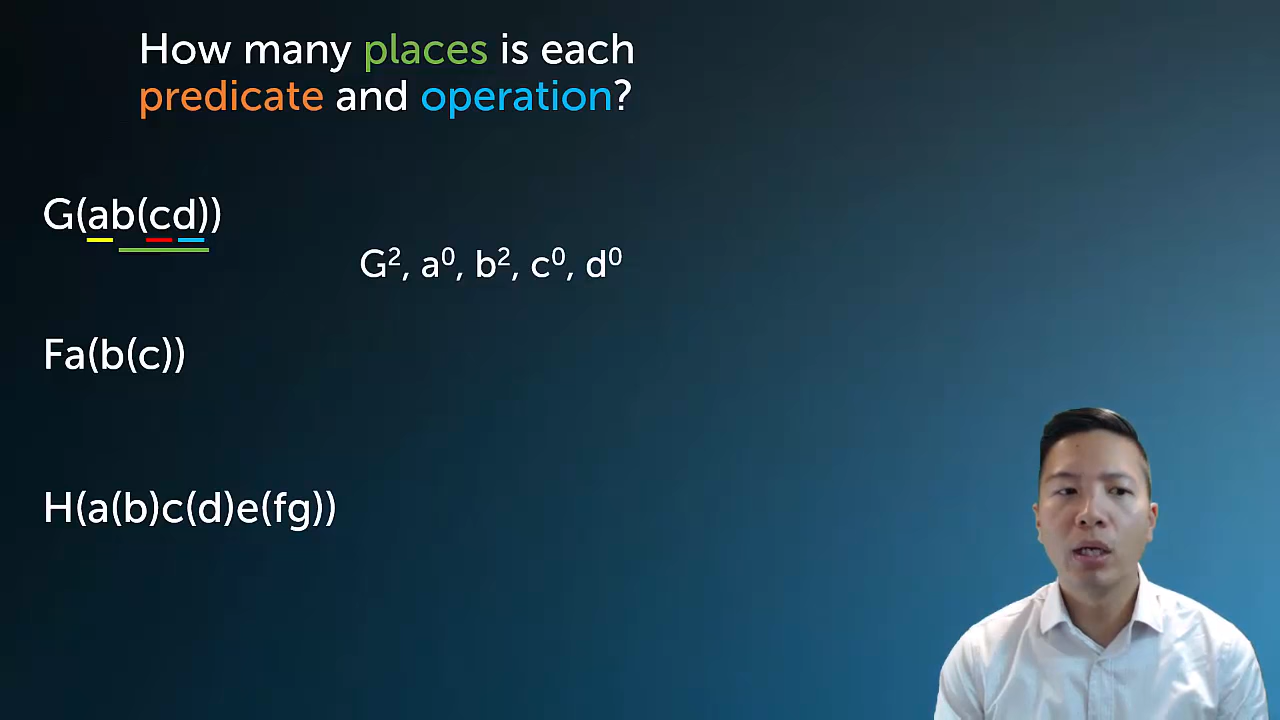 How many places is each
predicate and operation?
G(ab(cd))
G², a⁰, b², c⁰, d⁰
Fa(b(c))
H(a(b)c(d)e(fg))